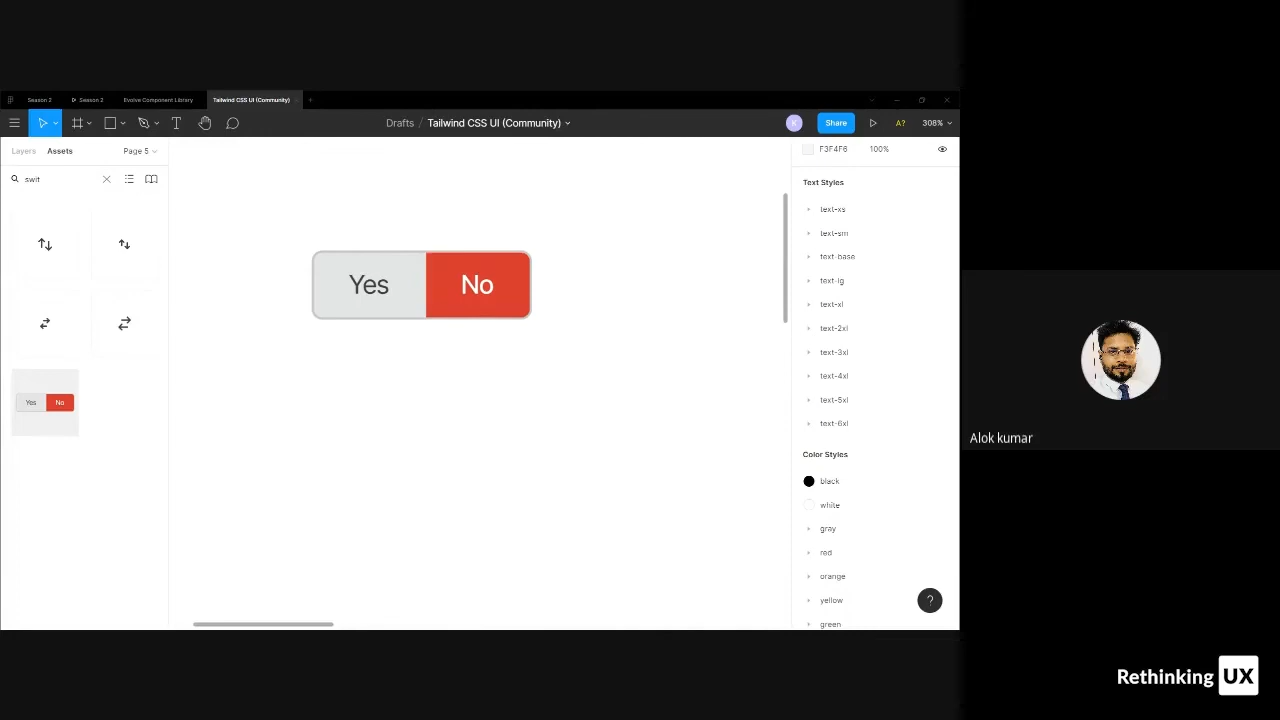 Season 2
Season 2
Evolve Component Library
Tailwind CSS UI (Community)
Drafts / Tailwind CSS UI (Community)
K
Share
A?
308%
Layers
Assets
Page 5
swit
Yes
No
Yes
No
F3F4F6
100%
Text Styles
text-xs
text-sm
text-base
text-lg
text-xl
text-2xl
text-3xl
text-4xl
text-5xl
text-6xl
Color Styles
black
white
gray
red
orange
yellow
green
?
Alok kumar
Rethinking UX